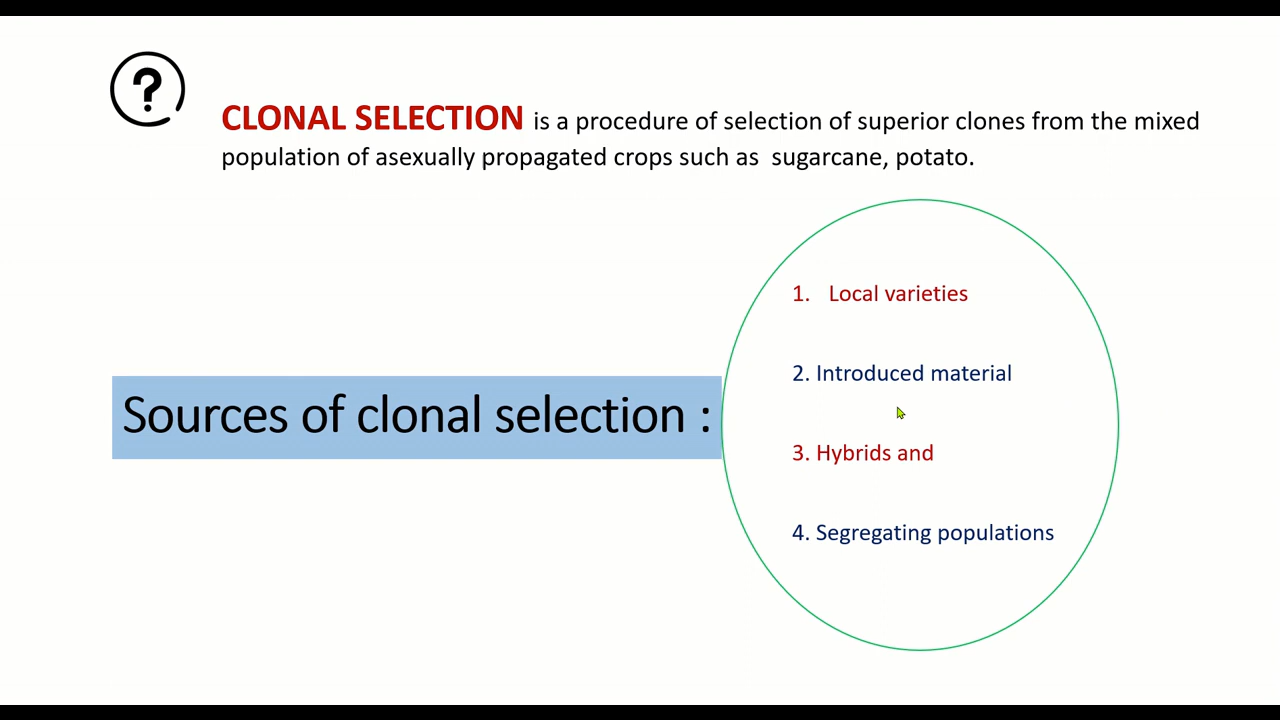 ?
CLONAL SELECTION is a procedure of selection of superior clones from the mixed
population of asexually propagated crops such as sugarcane, potato.
Sources of clonal selection :
1. Local varieties
2. Introduced material
3. Hybrids and
4. Segregating populations